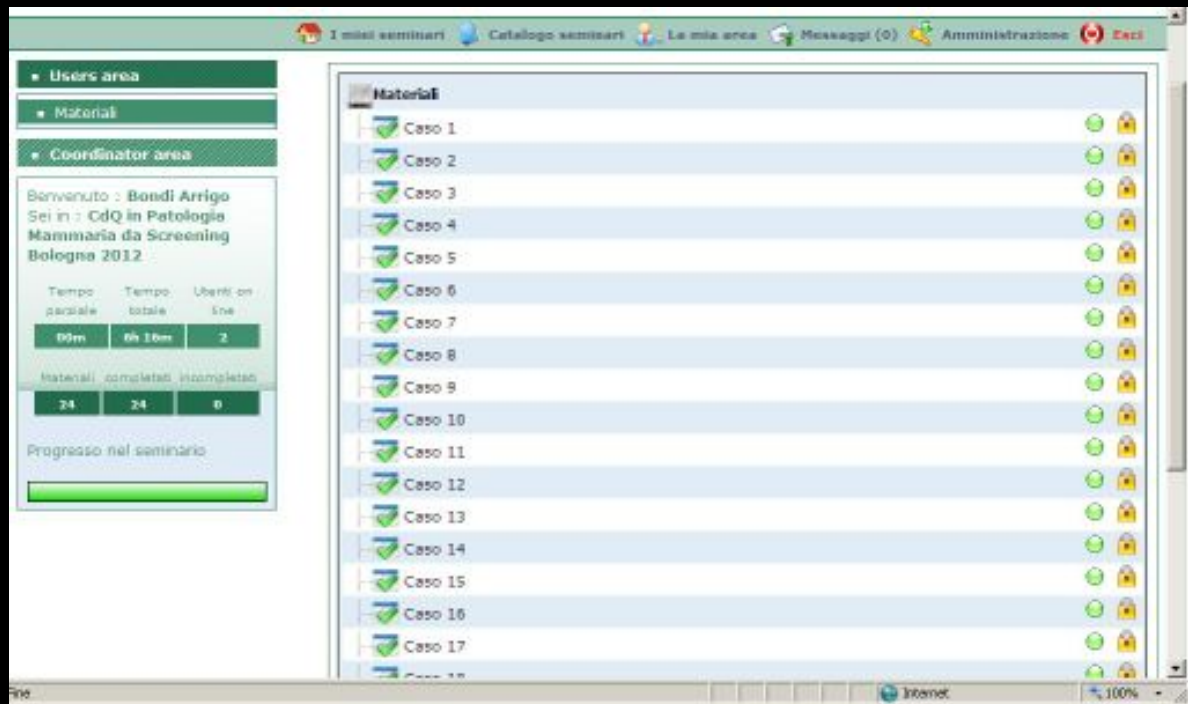 I miei seminari Catalogo seminari La mia area Messaggi (0) Amministrazione Esci
Users area
Materiali
Coordinator area
Benvenuto : Bondi Arrigo
Sei in : CdQ in Patologia
Mammaria da Screening
Bologna 2012
Tempo parziale Tempo totale Utenti on line
00m 6h 16m 2
Materiali completati incompletati
24 24 0
Progresso nel seminario
Materiali
Caso 1
Caso 2
Caso 3
Caso 4
Caso 5
Caso 6
Caso 7
Caso 8
Caso 9
Caso 10
Caso 11
Caso 12
Caso 13
Caso 14
Caso 15
Caso 16
Caso 17
Caso 18
Fine Internet 100%